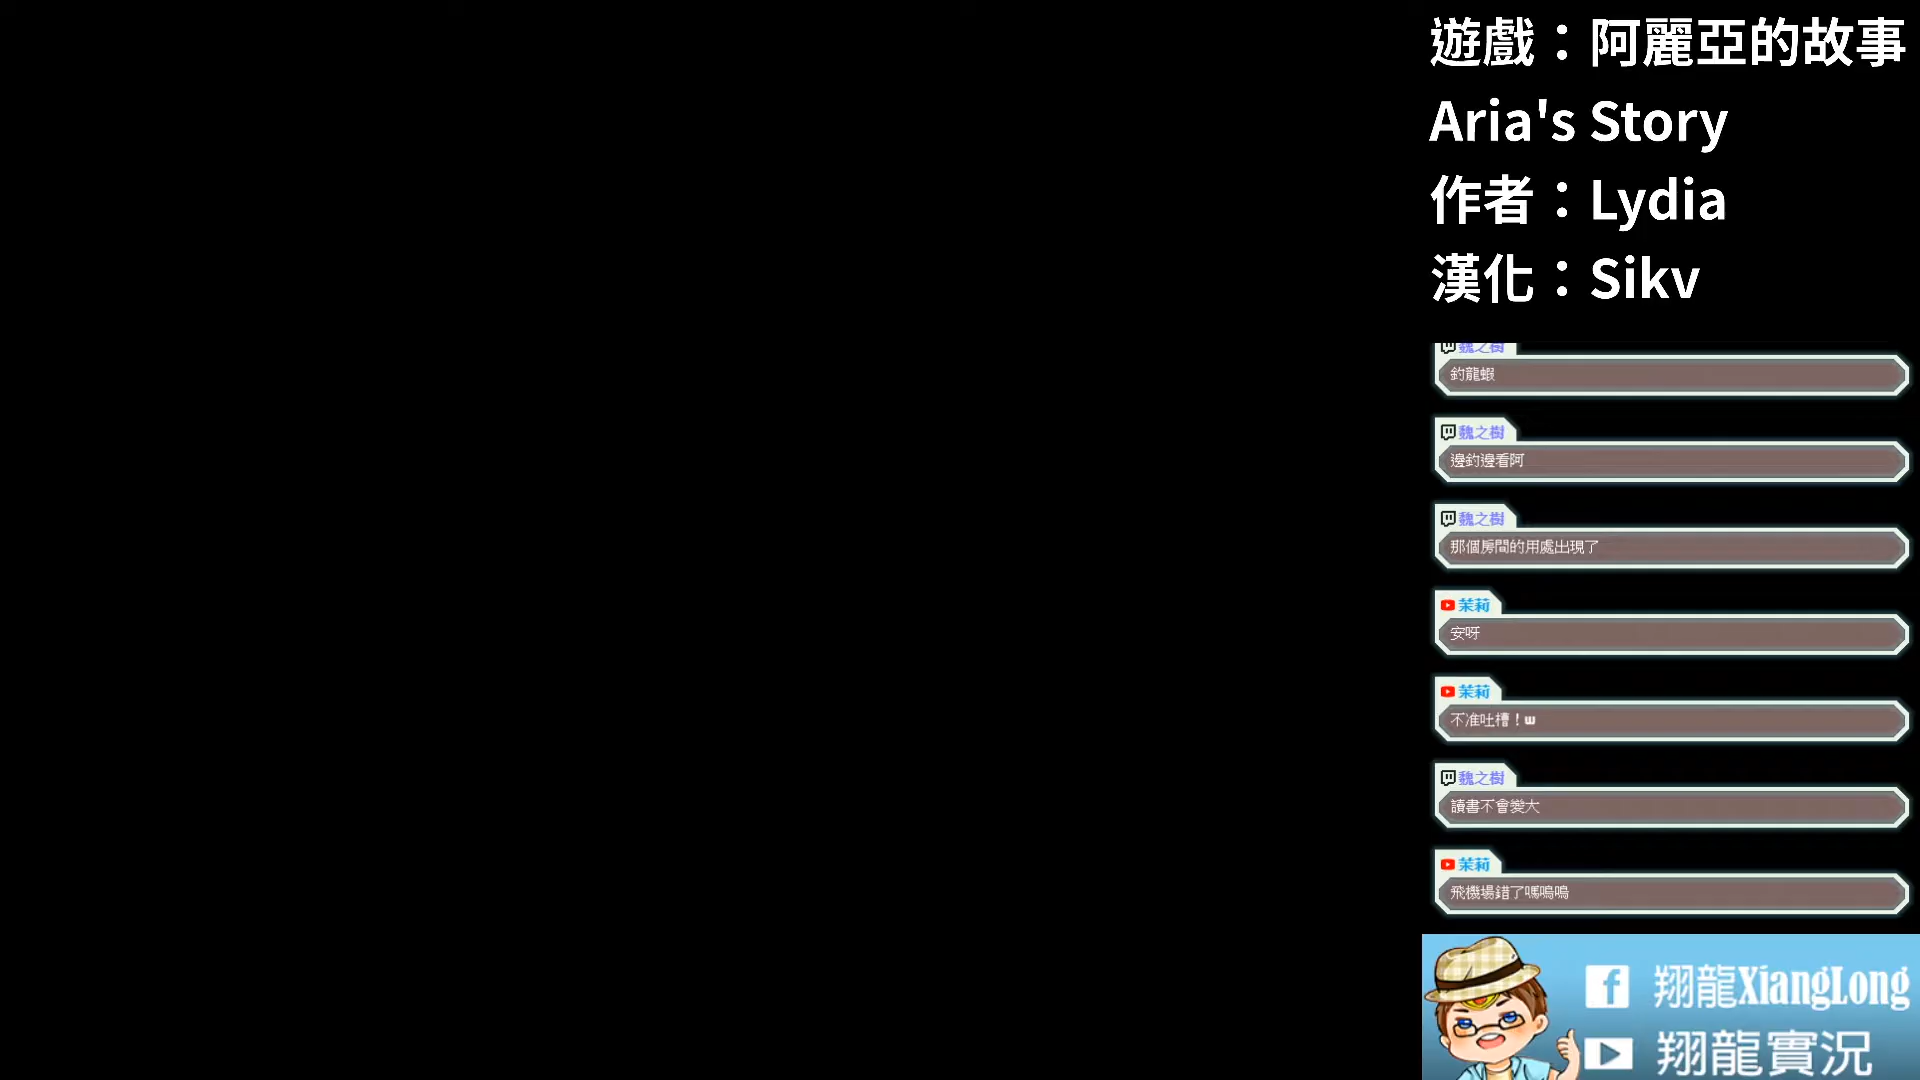 遊戲：阿麗亞的故事
Aria's Story
作者：Lydia
漢化：Sikv
魏之樹
釣龍蝦
魏之樹
邊釣邊看阿
魏之樹
那個房間的用處出現了
茉莉
安呀
茉莉
不准吐槽！w
魏之樹
讀書不會變大
茉莉
飛機場錯了嗎嗚嗚
翔龍XiangLong
翔龍實況